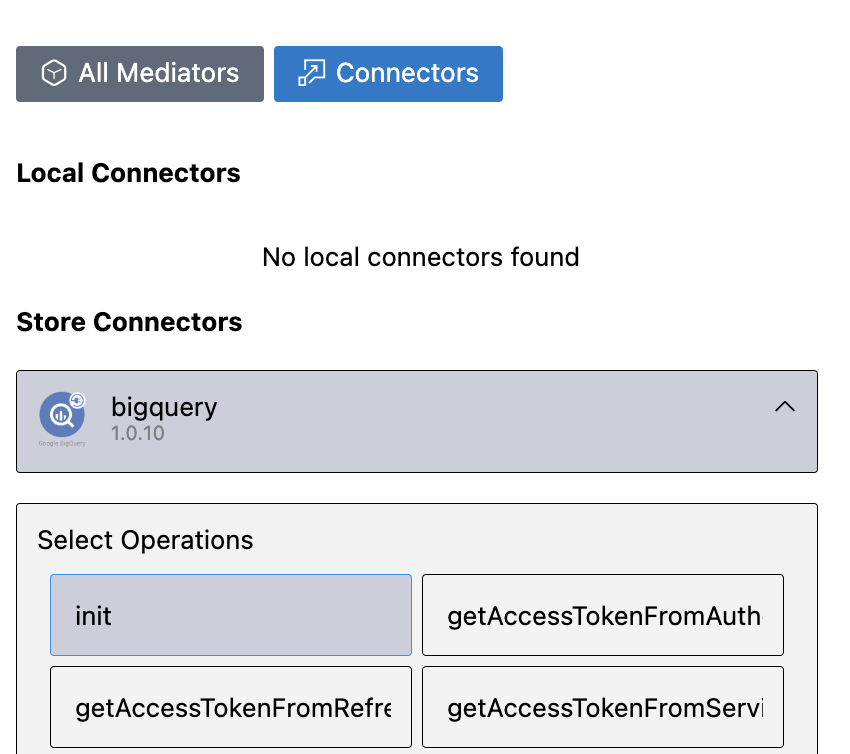 All Mediators
Connectors
Local Connectors
No local connectors found
Store Connectors
bigquery
1.0.10
Google BigQuery
Select Operations
init
getAccessTokenFromAuth
getAccessTokenFromRefre
getAccessTokenFromServi